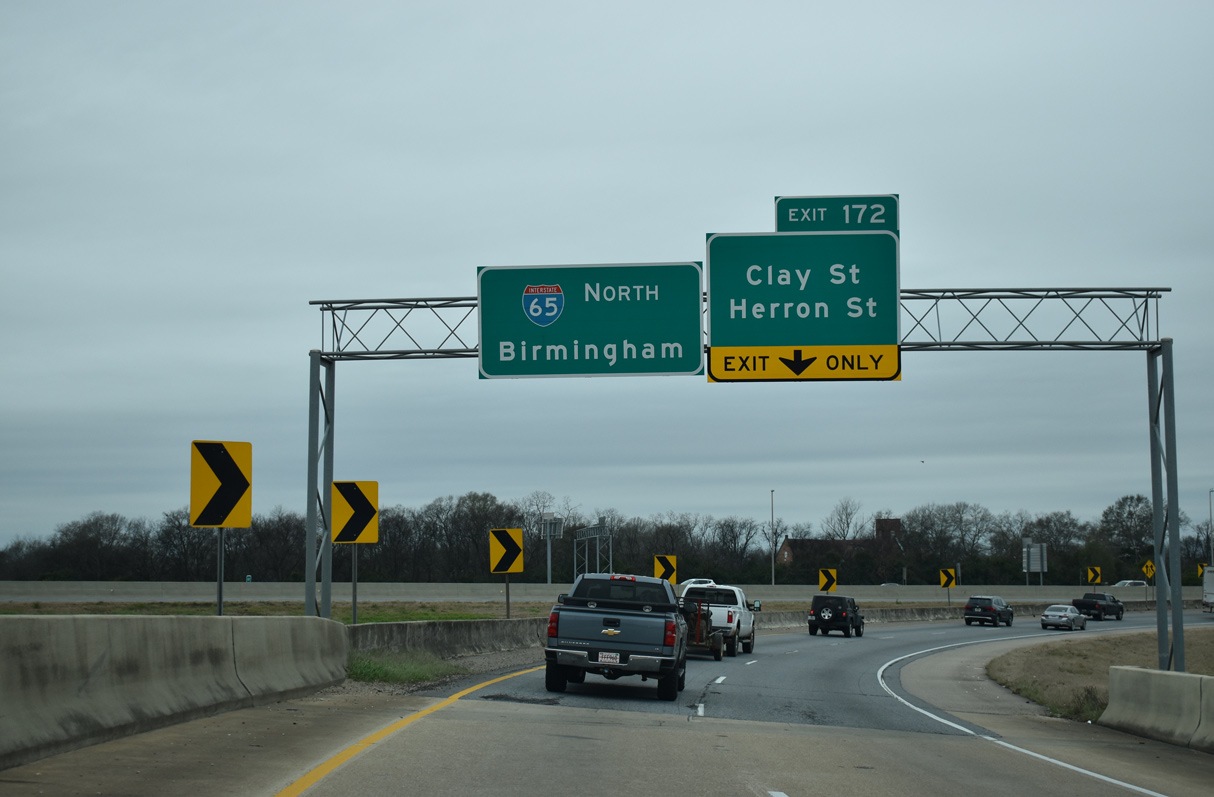 INTERSTATE
65
NORTH
Birmingham
EXIT 172
Clay St
Herron St
EXIT ONLY